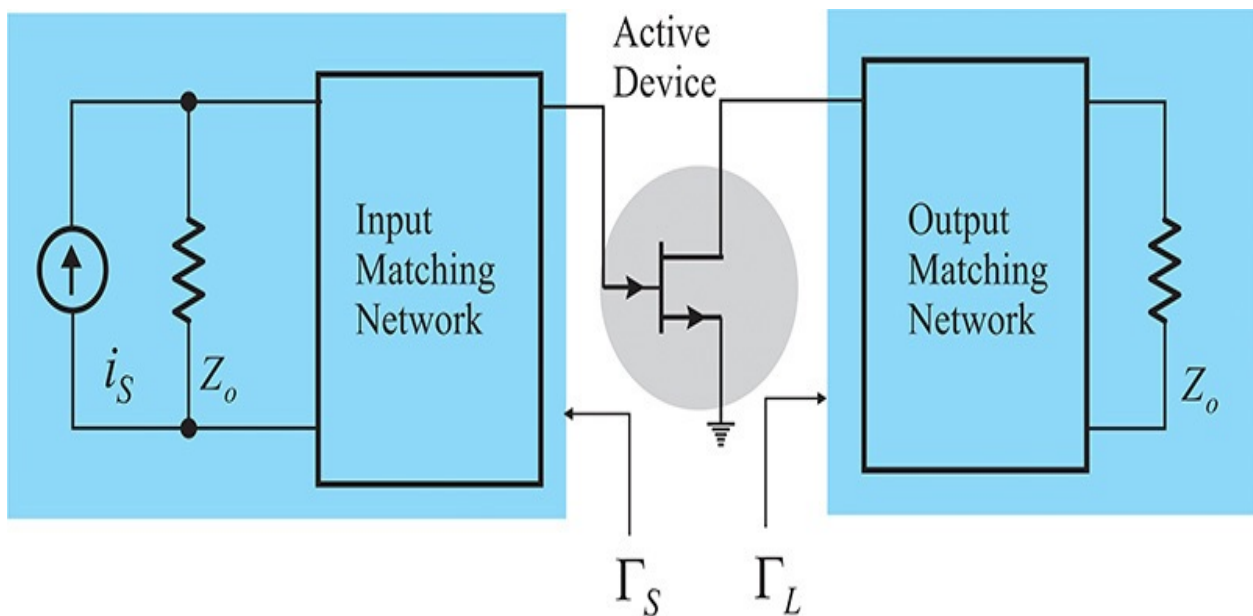 Active
Device
Input
Matching
Network
Output
Matching
Network
i_S
Z_o
Z_o
Γ_S
Γ_L